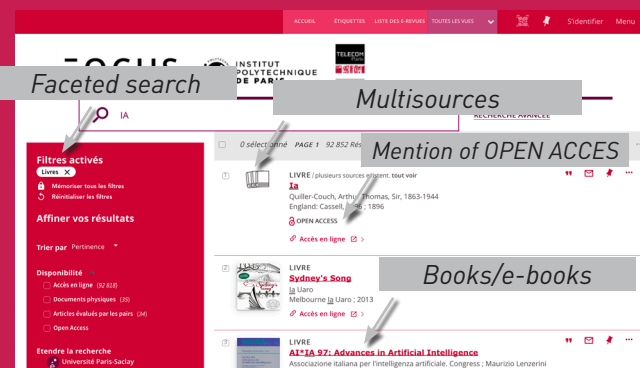 ACCUEIL ÉTIQUETTES LISTE DES E-REVUES TOUTES LES VUES S'identifier Menu
FOCUS INSTITUT
POLYTECHNIQUE
DE PARIS
TELECOM
Paris
Faceted search
Multisources
IA
RECHERCHE AVANCÉE
0 sélectionné PAGE 1 92 852
Mention of OPEN ACCES
Filtres activés
Livres X
Mémoriser tous les filtres
Réinitialiser les filtres
Affiner vos résultats
Trier par Pertinence
Disponibilité
Accès en ligne (92 818)
Documents physiques (35)
Articles évalués par les pairs (34)
Open Access
Etendre la recherche
Université Paris-Saclay
1
LIVRE / plusieurs sources existent. tout voir
Ia
Quiller-Couch, Arthur Thomas, Sir, 1863-1944
England: Cassell, 1896 ; 1896
OPEN ACCESS
Accès en ligne
2
LIVRE
Sydney's Song
Ia Uaro
Melbourne Ia Uaro ; 2013
Accès en ligne
Books/e-books
3
LIVRE
AI*IA 97: Advances in Artificial Intelligence
Associazione italiana per l'intelligenza artificiale. Congress ; Maurizio Lenzerini